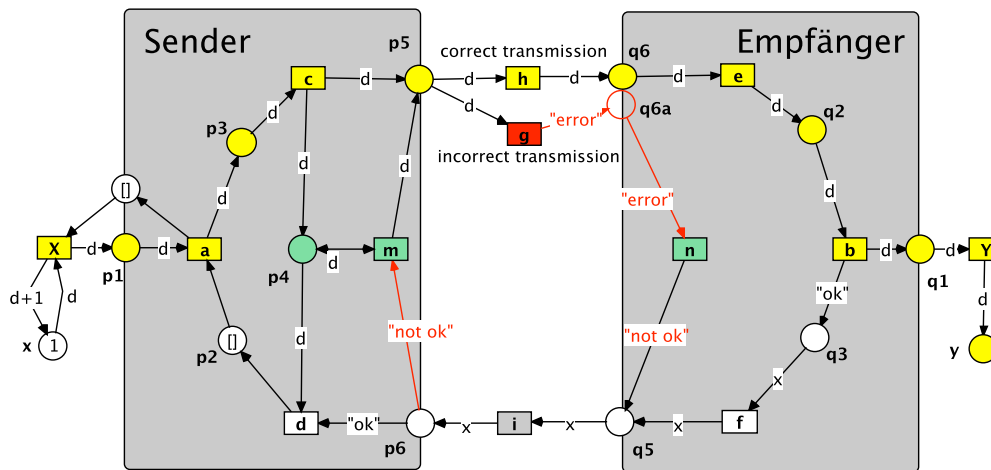 Sender
Empfänger
p5
q6
correct transmission
c
d
d
h
d
d
e
q6a
d
"error"
g
d
q2
p3
d
incorrect transmission
d
d
d
[]
d
"error"
X
d
d
a
p4
d
m
n
b
d
d
Y
p1
q1
d+1
d
"ok"
d
"not ok"
"not ok"
d
x
1
p2
[]
q3
y
x
d
"ok"
p6
x
i
x
q5
x
f